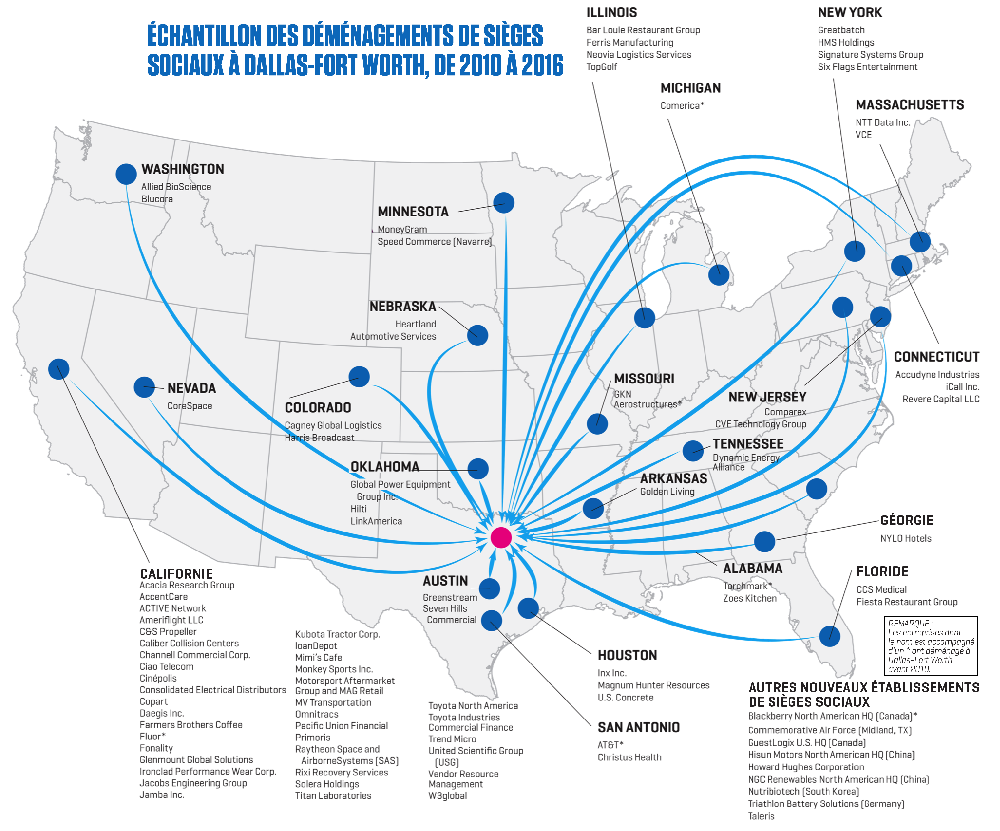 ÉCHANTILLON DES DÉMÉNAGEMENTS DE SIÈGES
SOCIAUX À DALLAS-FORT WORTH, DE 2010 À 2016
ILLINOIS
Bar Louie Restaurant Group
Ferris Manufacturing
Neovia Logistics Services
TopGolf
NEW YORK
Greatbatch
HMS Holdings
Signature Systems Group
Six Flags Entertainment
MICHIGAN
Comerica*
MASSACHUSETTS
NTT Data Inc.
VCE
WASHINGTON
Allied BioScience
Blucora
MINNESOTA
MoneyGram
Speed Commerce (Navarre)
NEBRASKA
Heartland
Automotive Services
NEVADA
CoreSpace
COLORADO
Cagney Global Logistics
Harris Broadcast
MISSOURI
GKN
Aerostructures*
CONNECTICUT
Accudyne Industries
iCall Inc.
Revere Capital LLC
NEW JERSEY
Comparex
CVE Technology Group
TENNESSEE
Dynamic Energy
Alliance
OKLAHOMA
Global Power Equipment
Group Inc.
Hilti
LinkAmerica
ARKANSAS
Golden Living
GÉORGIE
NYLO Hotels
ALABAMA
Torchmark*
Zoes Kitchen
FLORIDE
CCS Medical
Fiesta Restaurant Group
REMARQUE :
Les entreprises dont
le nom est accompagné
d'un * ont déménagé à
Dallas-Fort Worth
avant 2010.
AUSTIN
Greenstream
Seven Hills
Commercial
CALIFORNIE
Acacia Research Group
AccentCare
ACTIVE Network
Ameriflight LLC
C&S Propeller
Caliber Collision Centers
Channell Commercial Corp.
Ciao Telecom
Cinépolis
Consolidated Electrical Distributors
Copart
Daegis Inc.
Farmers Brothers Coffee
Fluor*
Fonality
Glenmount Global Solutions
Ironclad Performance Wear Corp.
Jacobs Engineering Group
Jamba Inc.
Kubota Tractor Corp.
loanDepot
Mimi's Cafe
Monkey Sports Inc.
Motorsport Aftermarket
Group and MAG Retail
MV Transportation
Omnitracs
Pacific Union Financial
Primoris
Raytheon Space and
AirborneSystems (SAS)
Rixi Recovery Services
Solera Holdings
Titan Laboratories
Toyota North America
Toyota Industries
Commercial Finance
Trend Micro
United Scientific Group
(USG)
Vendor Resource
Management
W3global
HOUSTON
Inx Inc.
Magnum Hunter Resources
U.S. Concrete
SAN ANTONIO
AT&T*
Christus Health
AUTRES NOUVEAUX ÉTABLISSEMENTS
DE SIÈGES SOCIAUX
Blackberry North American HQ (Canada)*
Commemorative Air Force (Midland, TX)
GuestLogix U.S. HQ (Canada)
Hisun Motors North American HQ (China)
Howard Hughes Corporation
NGC Renewables North American HQ (China)
Nutribiotech (South Korea)
Triathlon Battery Solutions (Germany)
Taleris